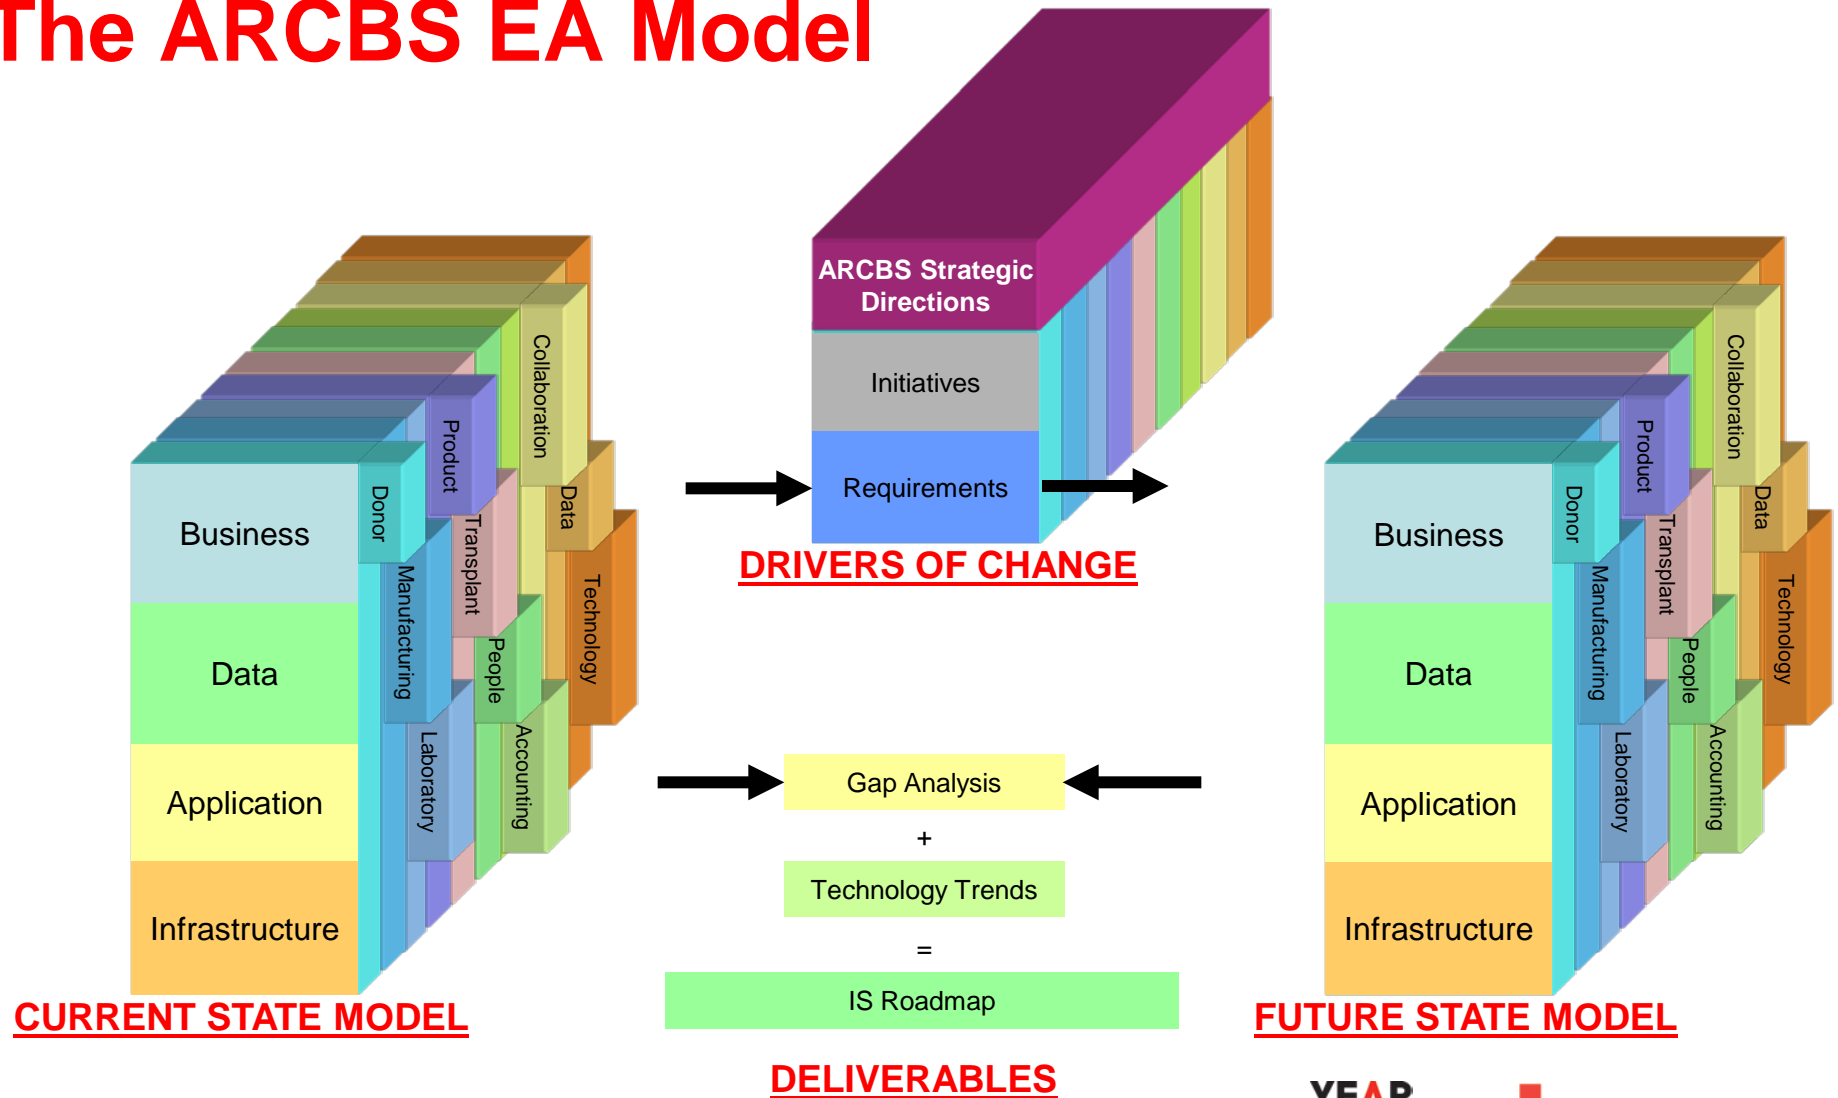 The ARCBS EA Model
ARCBS Strategic
Directions
Initiatives
Requirements
DRIVERS OF CHANGE
Business
Data
Application
Infrastructure
Donor
Manufacturing
Laboratory
Product
Transplant
People
Accounting
Collaboration
Data
Technology
CURRENT STATE MODEL
Gap Analysis
+
Technology Trends
=
IS Roadmap
DELIVERABLES
Business
Data
Application
Infrastructure
Donor
Manufacturing
Laboratory
Product
Transplant
People
Accounting
Collaboration
Data
Technology
FUTURE STATE MODEL
YEAR